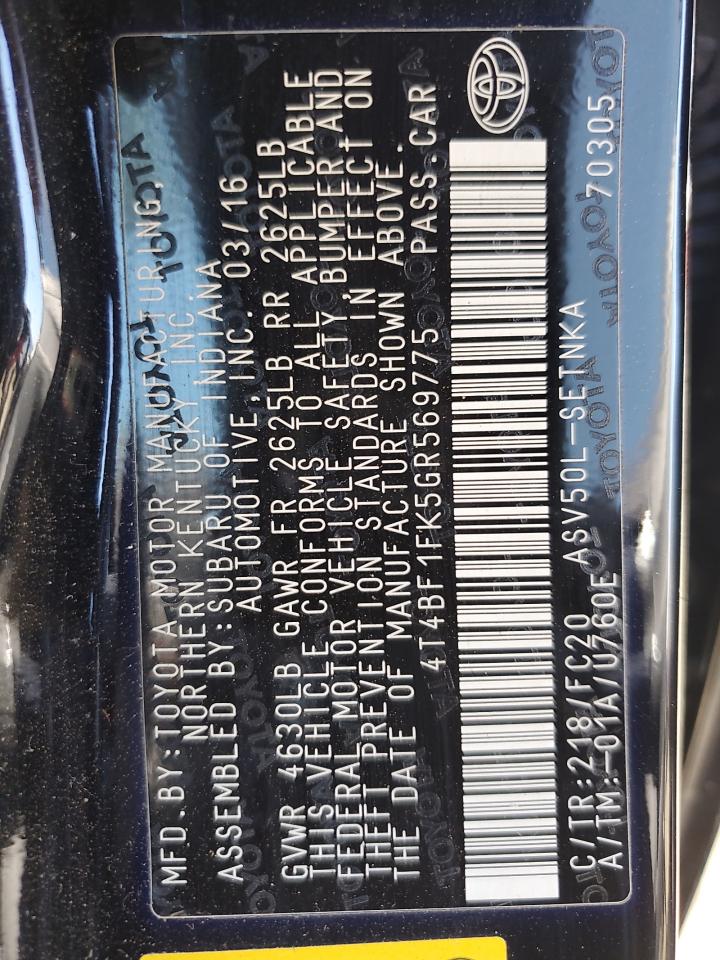 MFD. BY:TOYOTA MOTOR MANUFACTURING,
NORTHERN KENTUCKY INC.
ASSEMBLED BY:SUBARU OF INDIANA
AUTOMOTIVE, INC. 03/16
GVWR 4630LB GAWR FR 2625LB RR 2625LB
THIS VEHICLE CONFORMS TO ALL APPLICABLE
FEDERAL MOTOR VEHICLE SAFETY, BUMPER AND
THEFT PREVENTION STANDARDS IN EFFECT ON
THE DATE OF MANUFACTURE SHOWN ABOVE.
4T4BF1FK5GR569775 PASS.CAR
C/TR:218/FC20 ASV50L-SETNKA
A/TM:-01A/U760E 70305